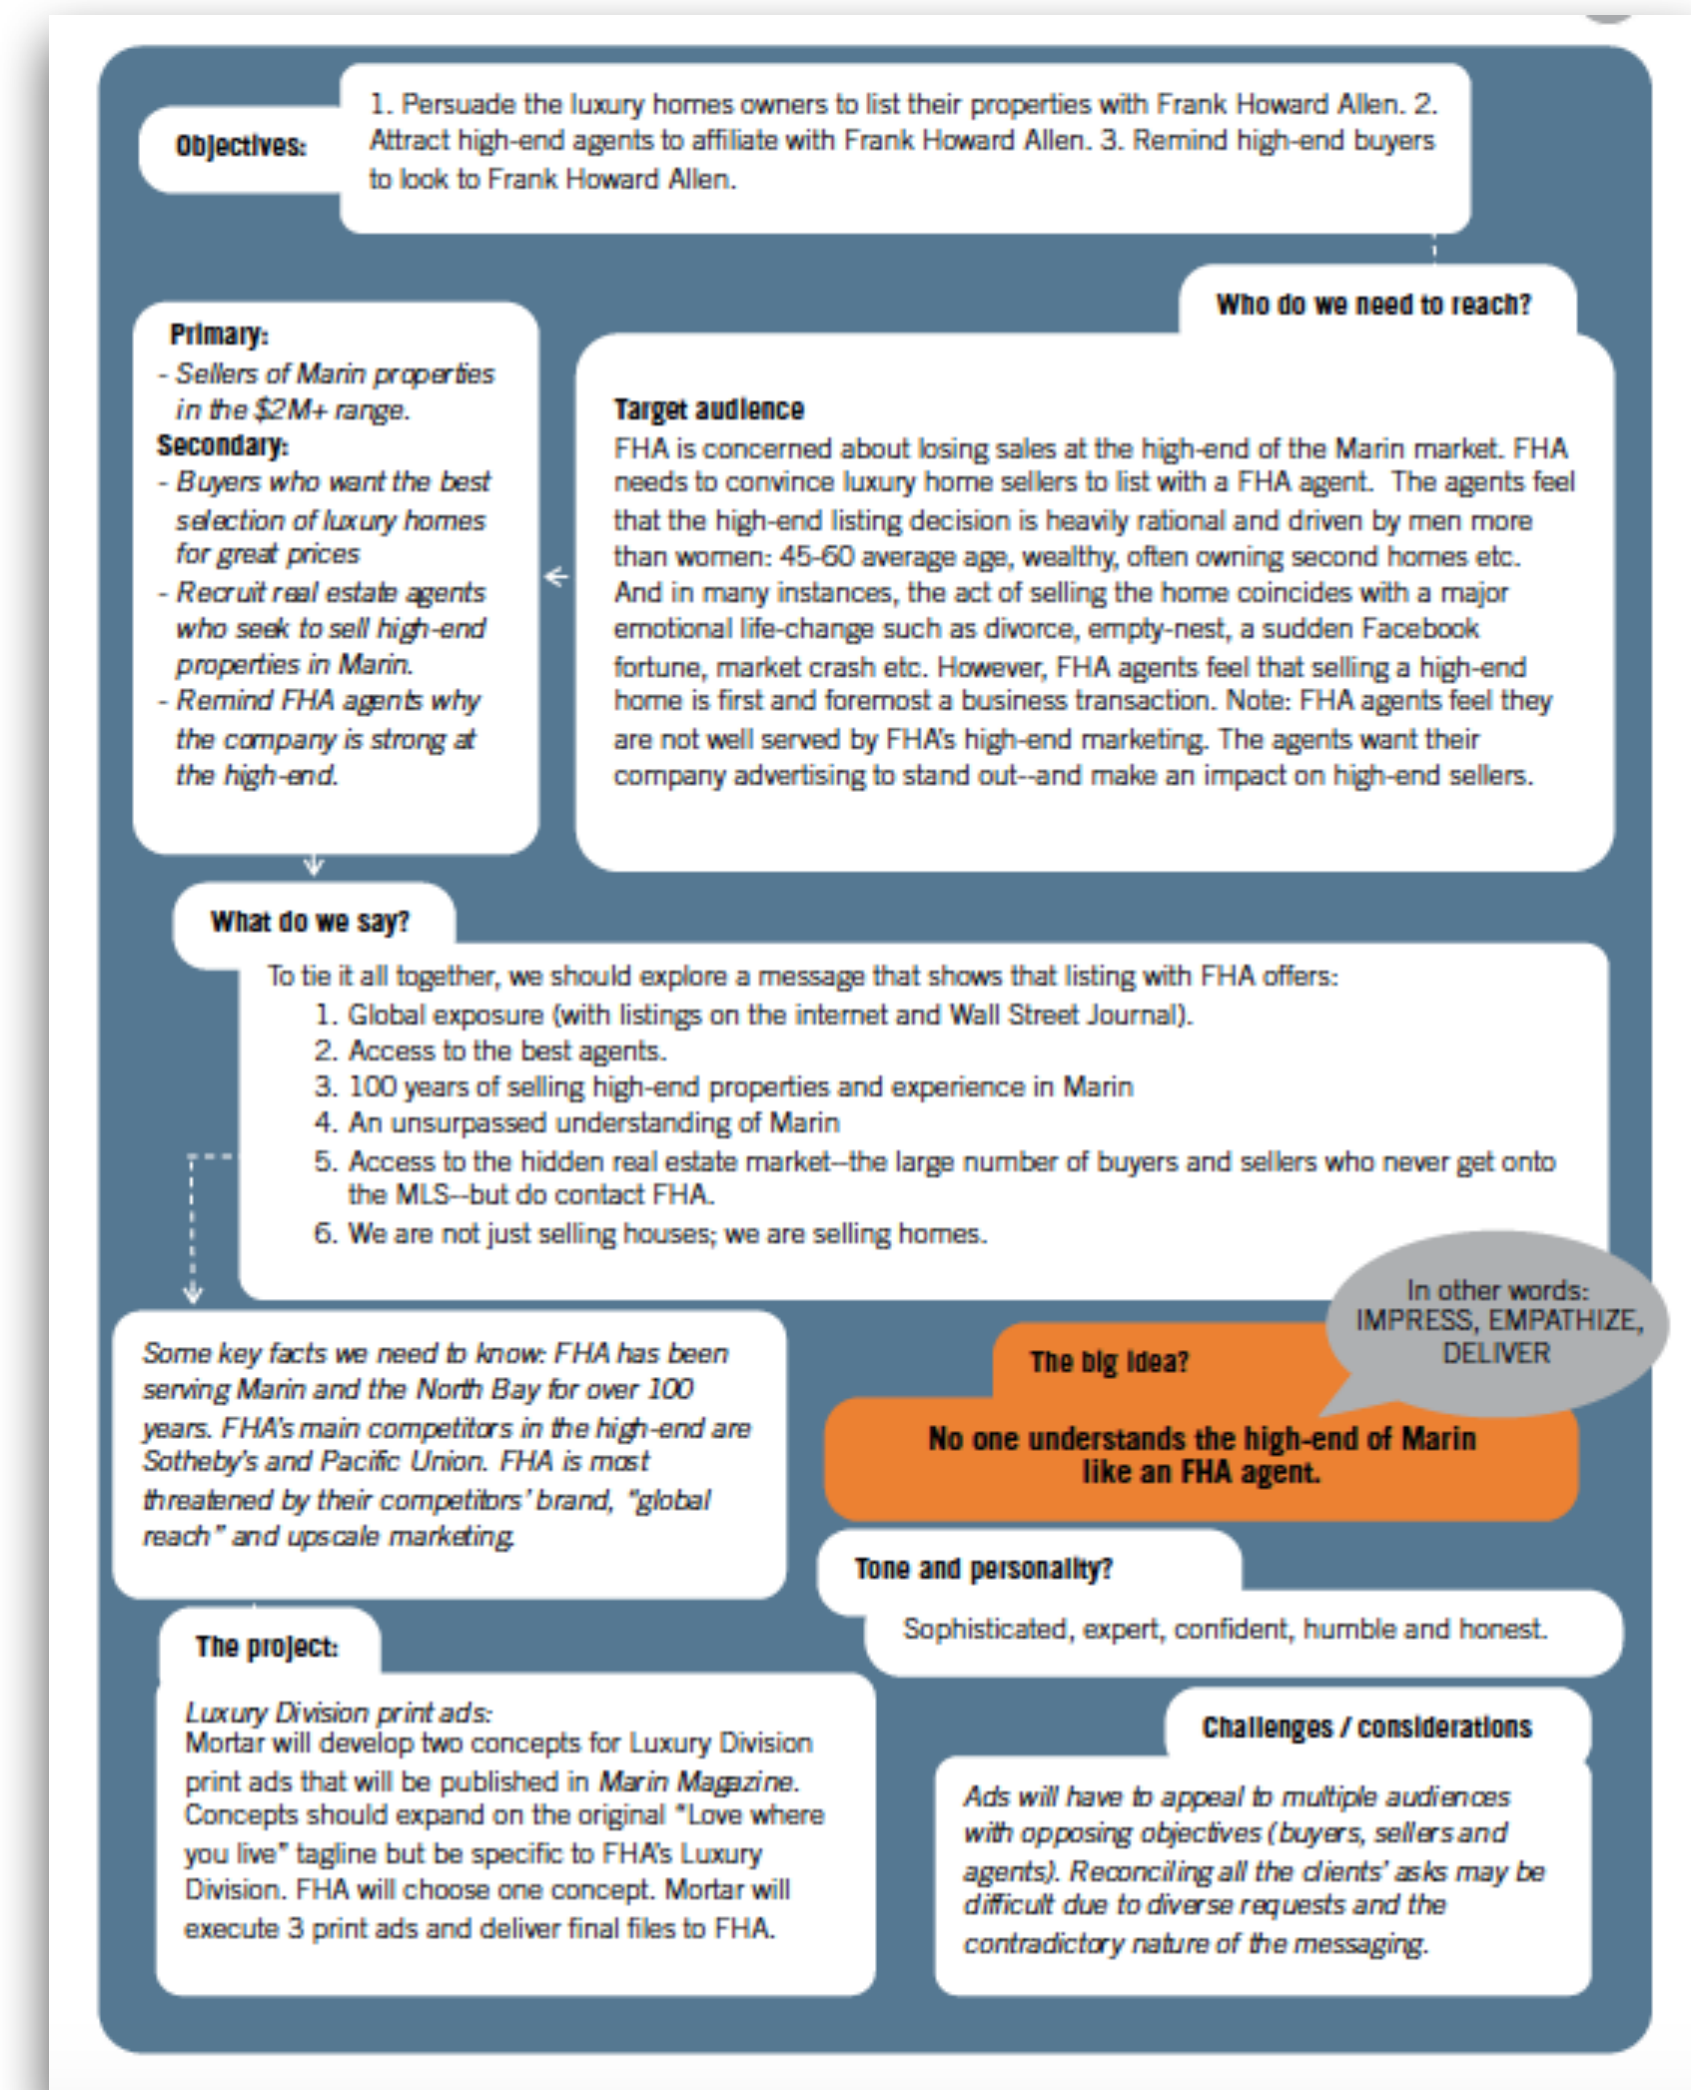 Objectives:
1. Persuade the luxury homes owners to list their properties with Frank Howard Allen. 2.
Attract high-end agents to affiliate with Frank Howard Allen. 3. Remind high-end buyers
to look to Frank Howard Allen.
Who do we need to reach?
Target audience
FHA is concerned about losing sales at the high-end of the Marin market. FHA
needs to convince luxury home sellers to list with a FHA agent. The agents feel
that the high-end listing decision is heavily rational and driven by men more
than women: 45-60 average age, wealthy, often owning second homes etc.
And in many instances, the act of selling the home coincides with a major
emotional life-change such as divorce, empty-nest, a sudden Facebook
fortune, market crash etc. However, FHA agents feel that selling a high-end
home is first and foremost a business transaction. Note: FHA agents feel they
are not well served by FHA's high-end marketing. The agents want their
company advertising to stand out--and make an impact on high-end sellers.
Primary:
- Sellers of Marin properties
in the $2M+ range.
Secondary:
- Buyers who want the best
selection of luxury homes
for great prices
- Recruit real estate agents
who seek to sell high-end
properties in Marin.
- Remind FHA agents why
the company is strong at
the high-end.
What do we say?
To tie it all together, we should explore a message that shows that listing with FHA offers:
1. Global exposure (with listings on the internet and Wall Street Journal).
2. Access to the best agents.
3. 100 years of selling high-end properties and experience in Marin
4. An unsurpassed understanding of Marin
5. Access to the hidden real estate market--the large number of buyers and sellers who never get onto
the MLS--but do contact FHA.
6. We are not just selling houses; we are selling homes.
Some key facts we need to know: FHA has been
serving Marin and the North Bay for over 100
years. FHA's main competitors in the high-end are
Sotheby's and Pacific Union. FHA is most
threatened by their competitors' brand, "global
reach" and upscale marketing.
In other words:
IMPRESS, EMPATHIZE,
DELIVER
The big idea?
No one understands the high-end of Marin
like an FHA agent.
Tone and personality?
Sophisticated, expert, confident, humble and honest.
The project:
Luxury Division print ads:
Mortar will develop two concepts for Luxury Division
print ads that will be published in Marin Magazine.
Concepts should expand on the original "Love where
you live" tagline but be specific to FHA's Luxury
Division. FHA will choose one concept. Mortar will
execute 3 print ads and deliver final files to FHA.
Challenges / considerations
Ads will have to appeal to multiple audiences
with opposing objectives (buyers, sellers and
agents). Reconciling all the clients' asks may be
difficult due to diverse requests and the
contradictory nature of the messaging.